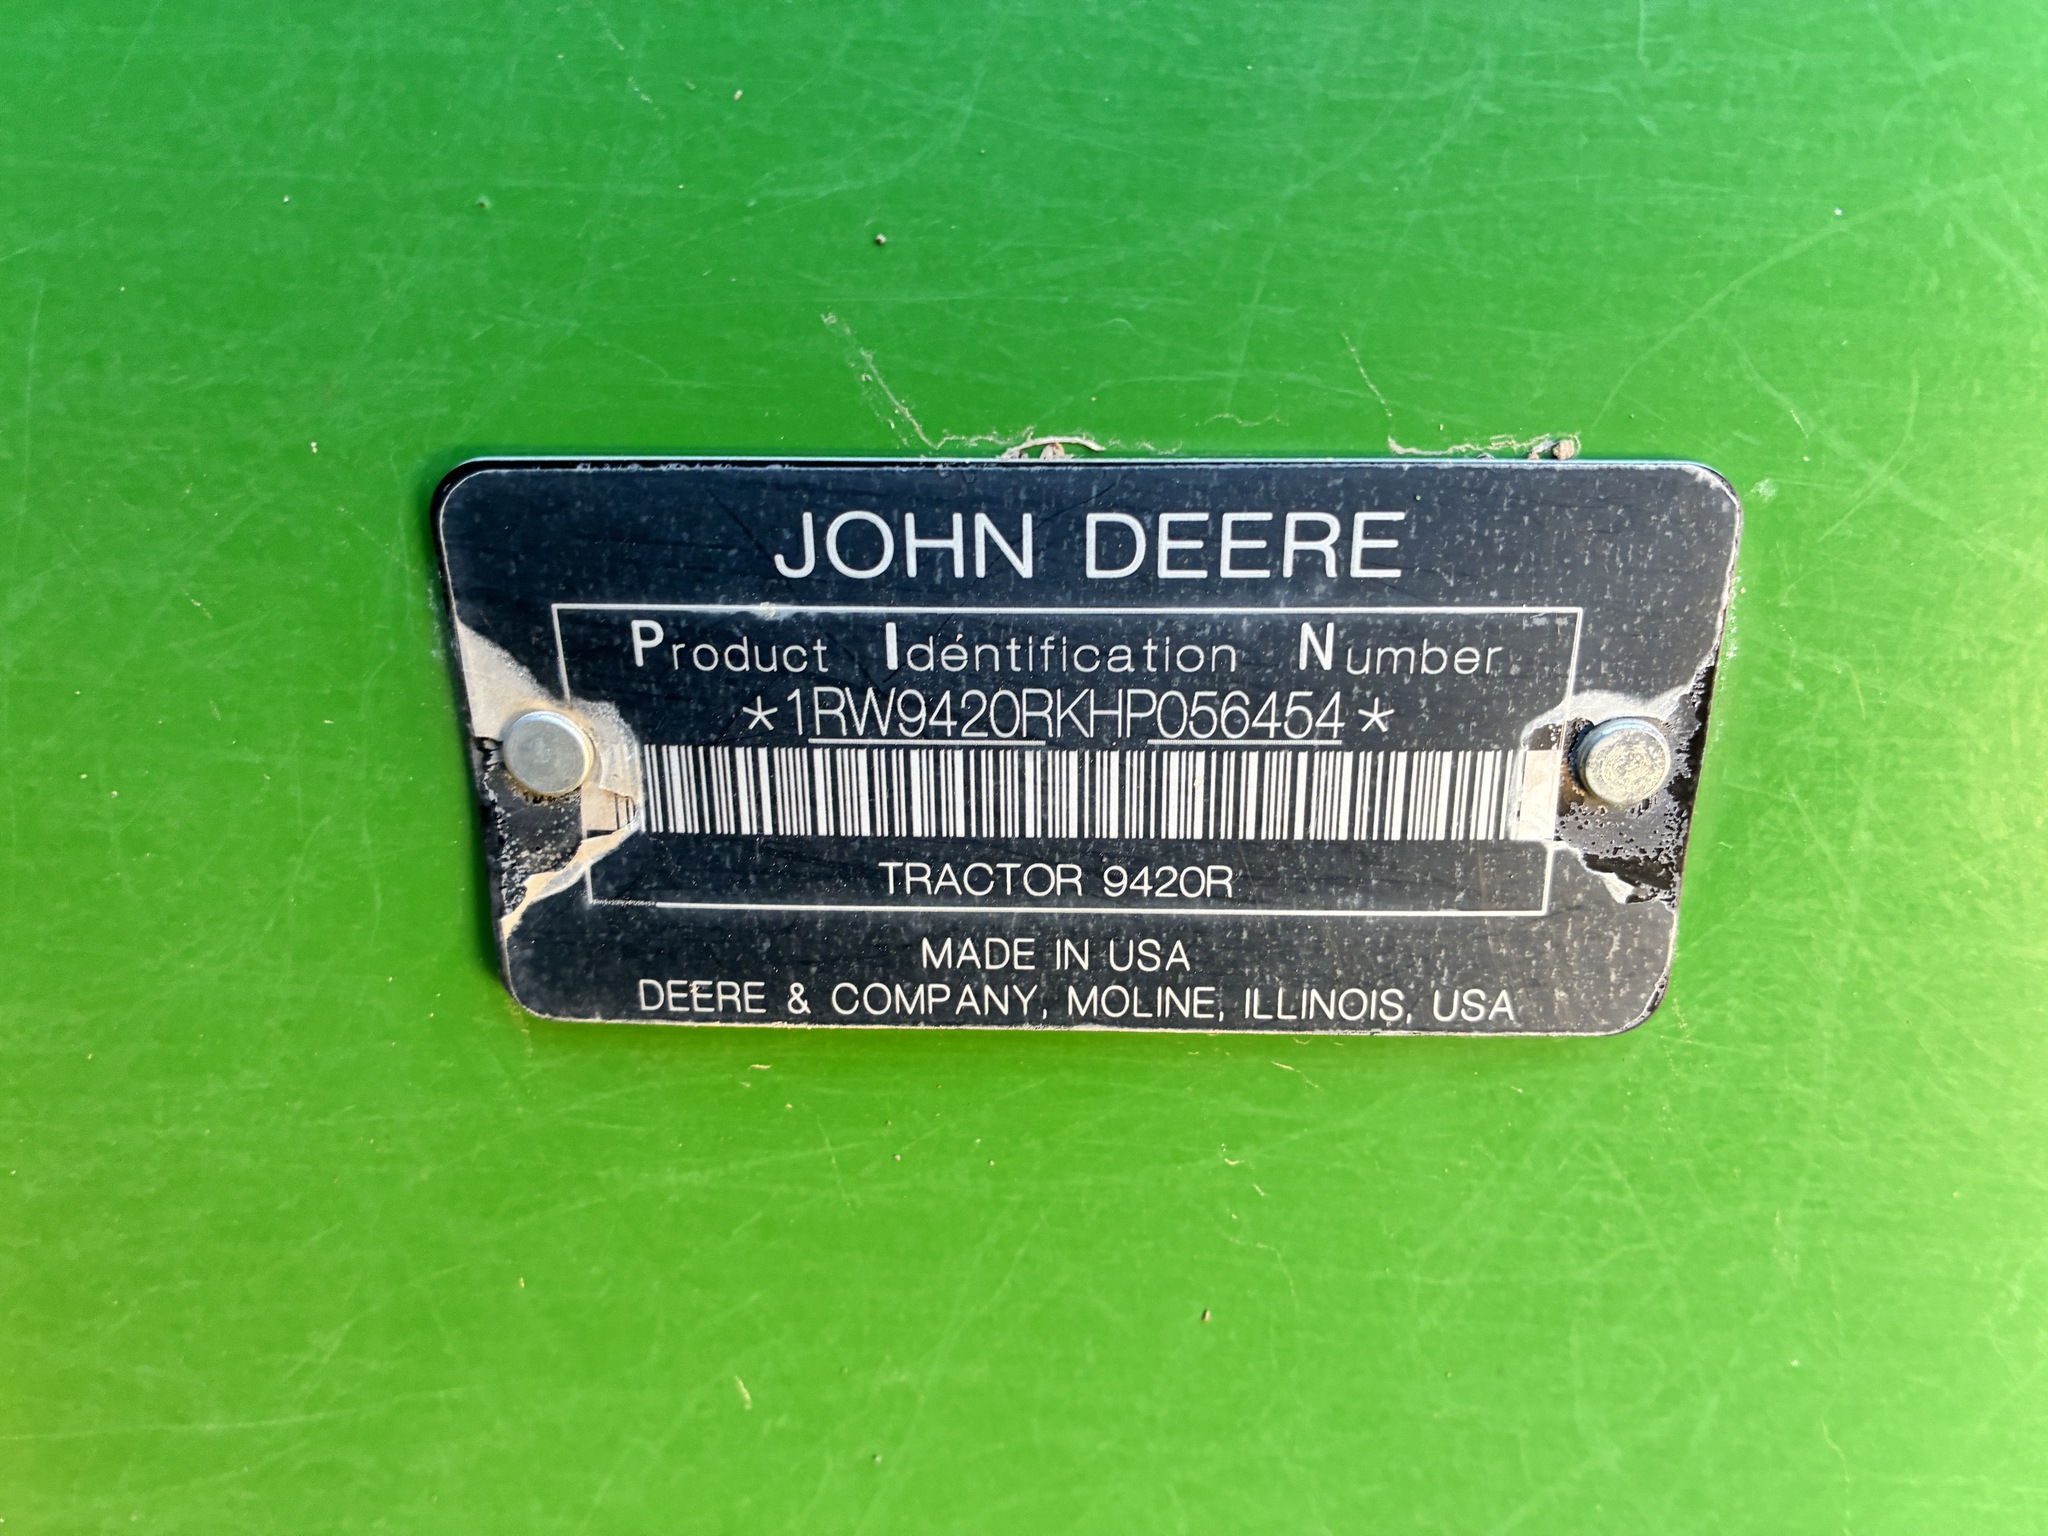 JOHN DEERE
Product Identification Number
*1RW9420RKHP056454*
TRACTOR 9420R
MADE IN USA
DEERE & COMPANY, MOLINE, ILLINOIS, USA